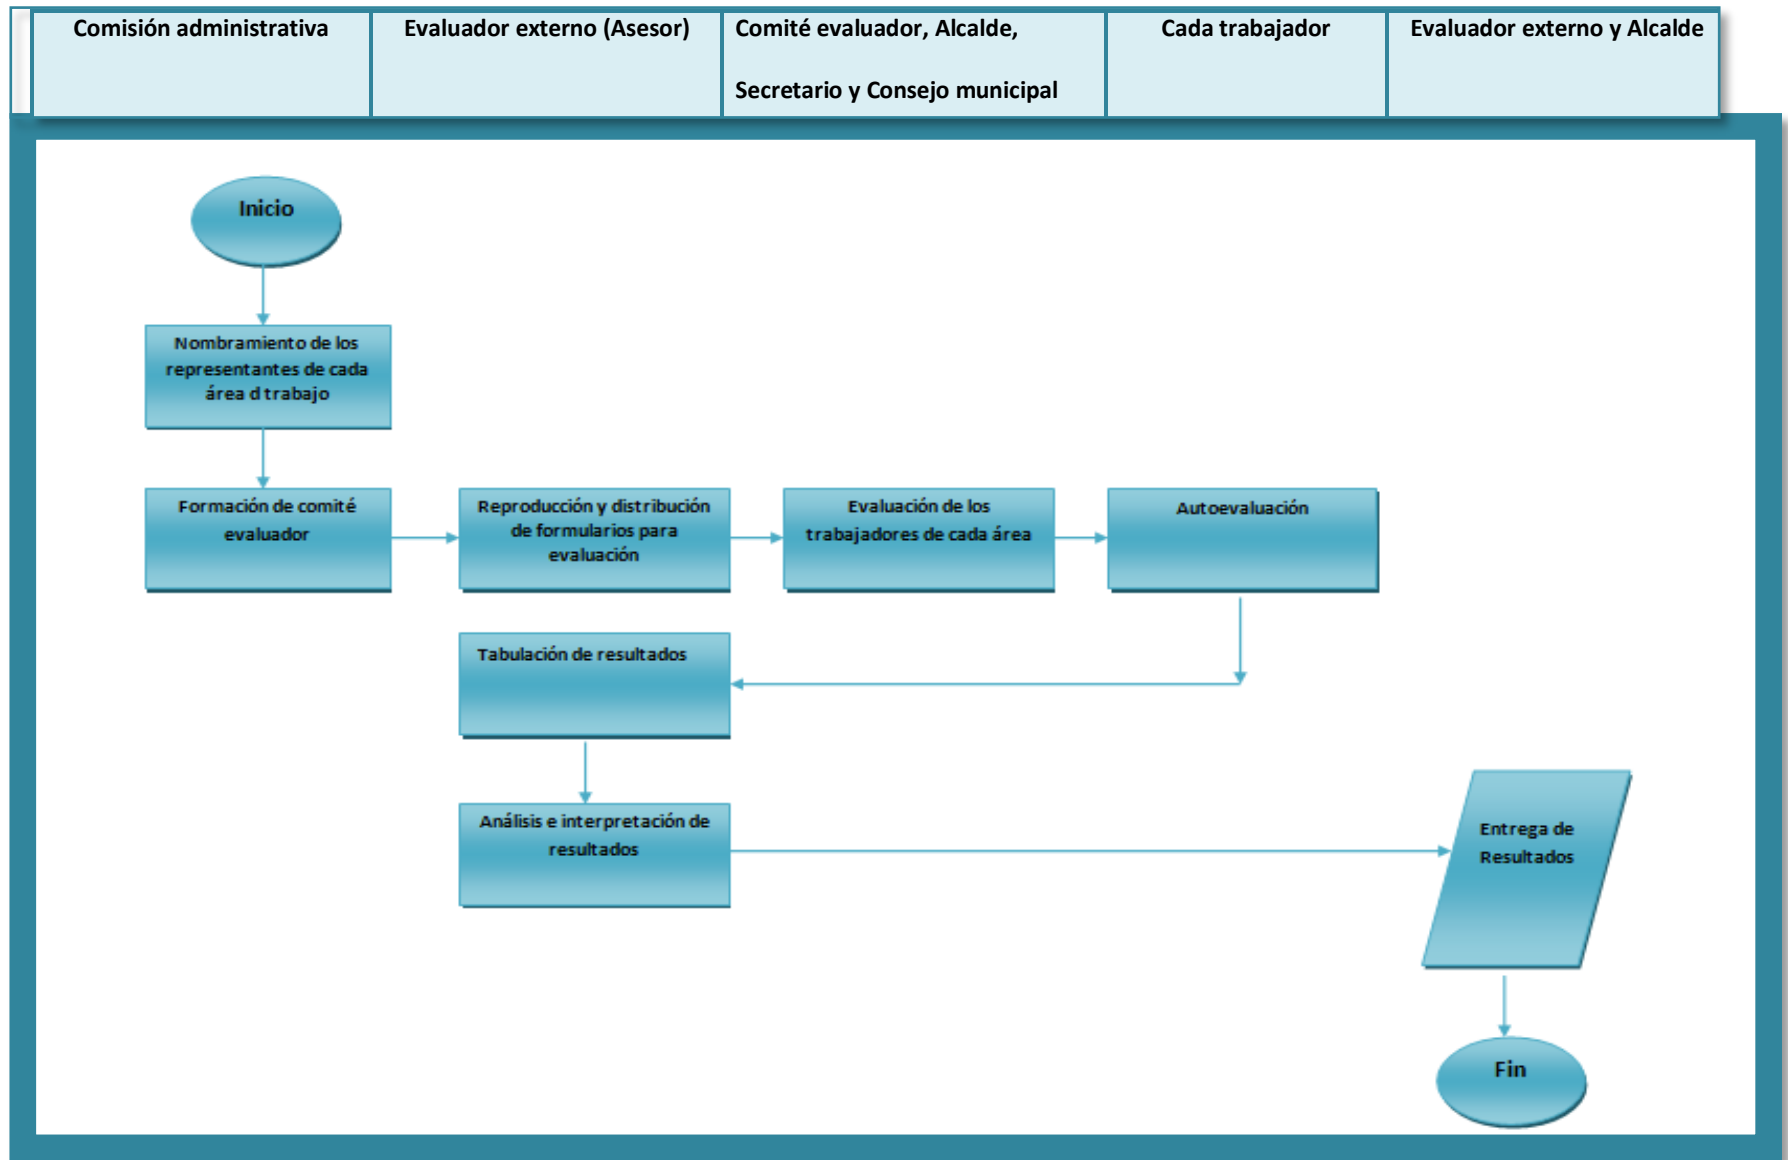 Comisión administrativa
Evaluador externo (Asesor)
Comité evaluador, Alcalde,
Secretario y Consejo municipal
Cada trabajador
Evaluador externo y Alcalde
Inicio
Nombramiento de los
representantes de cada
área d trabajo
Formación de comité
evaluador
Reproducción y distribución
de formularios para
evaluación
Evaluación de los
trabajadores de cada área
Autoevaluación
Tabulación de resultados
Análisis e interpretación de
resultados
Entrega de
Resultados
Fin